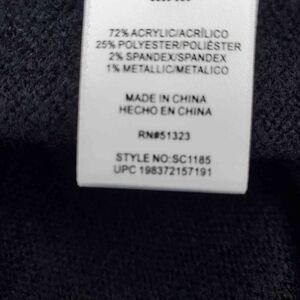 72% ACRYLIC/ACRÍLICO
25% POLYESTER/POLIÉSTER
2% SPANDEX/SPANDEX
1% METALLIC/METALICO
MADE IN CHINA
HECHO EN CHINA
RN#51323
STYLE NO:SC1185
UPC 198372157191